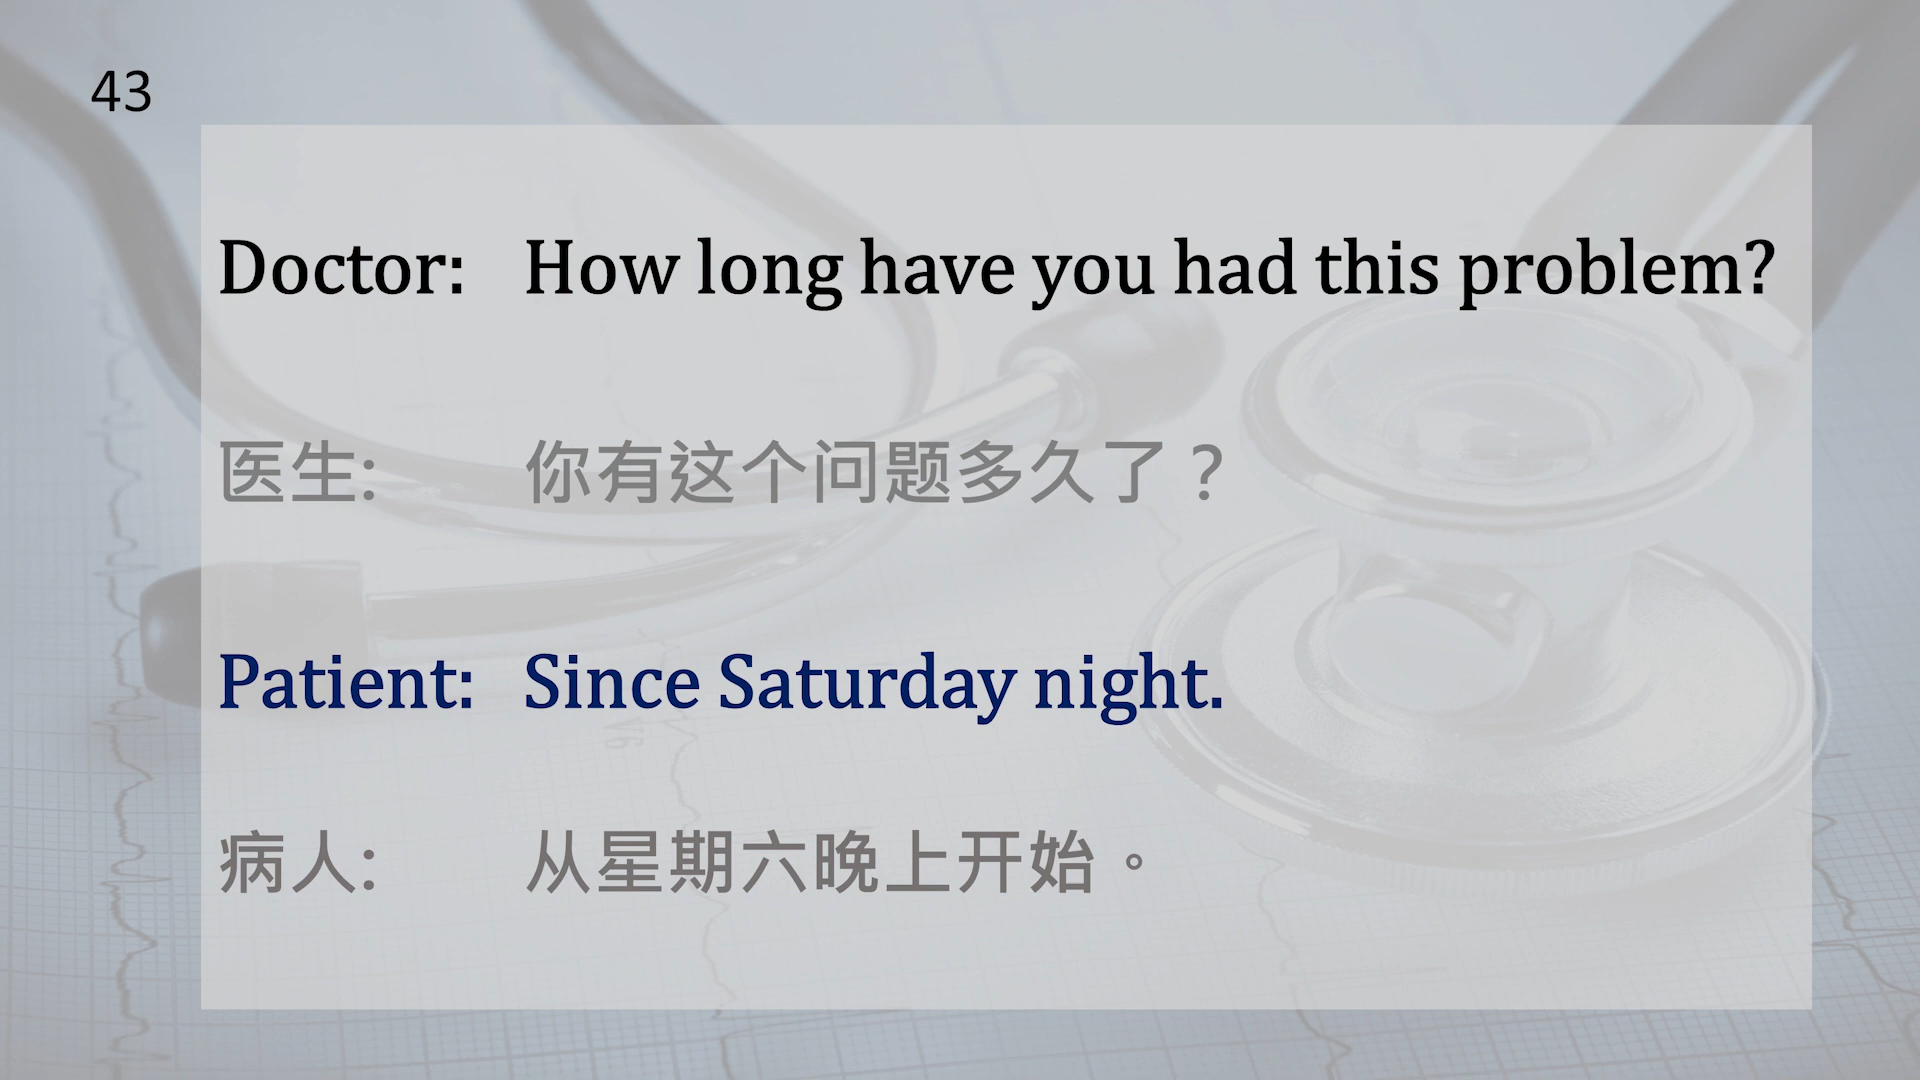 43
Doctor: How long have you had this problem?
医生: 你有这个问题多久了？
Patient: Since Saturday night.
病人: 从星期六晚上开始。